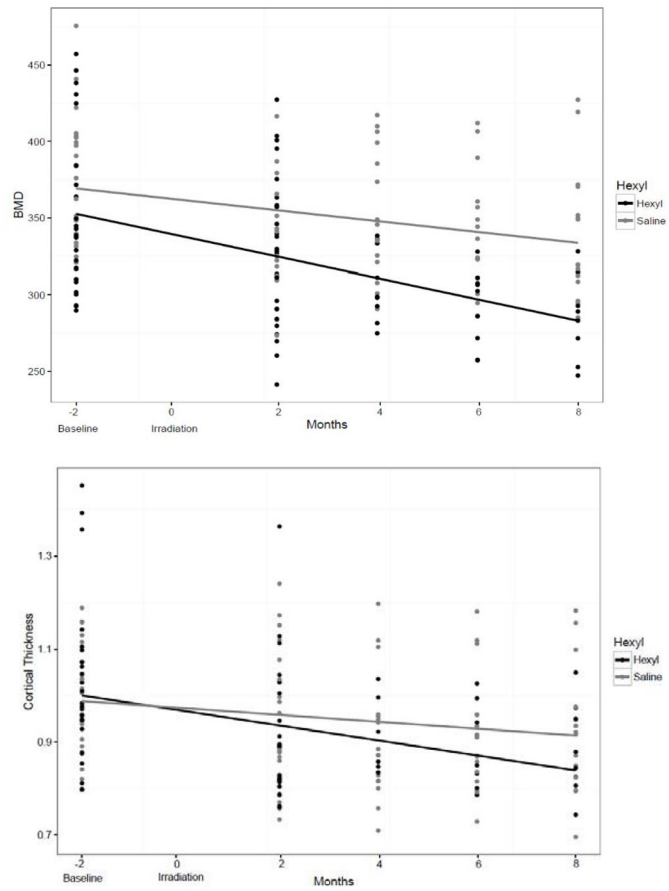 450
400
350
300
250
BMD
-2
0
2
4
6
8
Baseline
Irradiation
Months
Hexyl
Hexyl
Saline
1.3
1.1
0.9
0.7
Cortical Thickness
-2
0
2
4
6
8
Baseline
Irradiation
Months
Hexyl
Hexyl
Saline